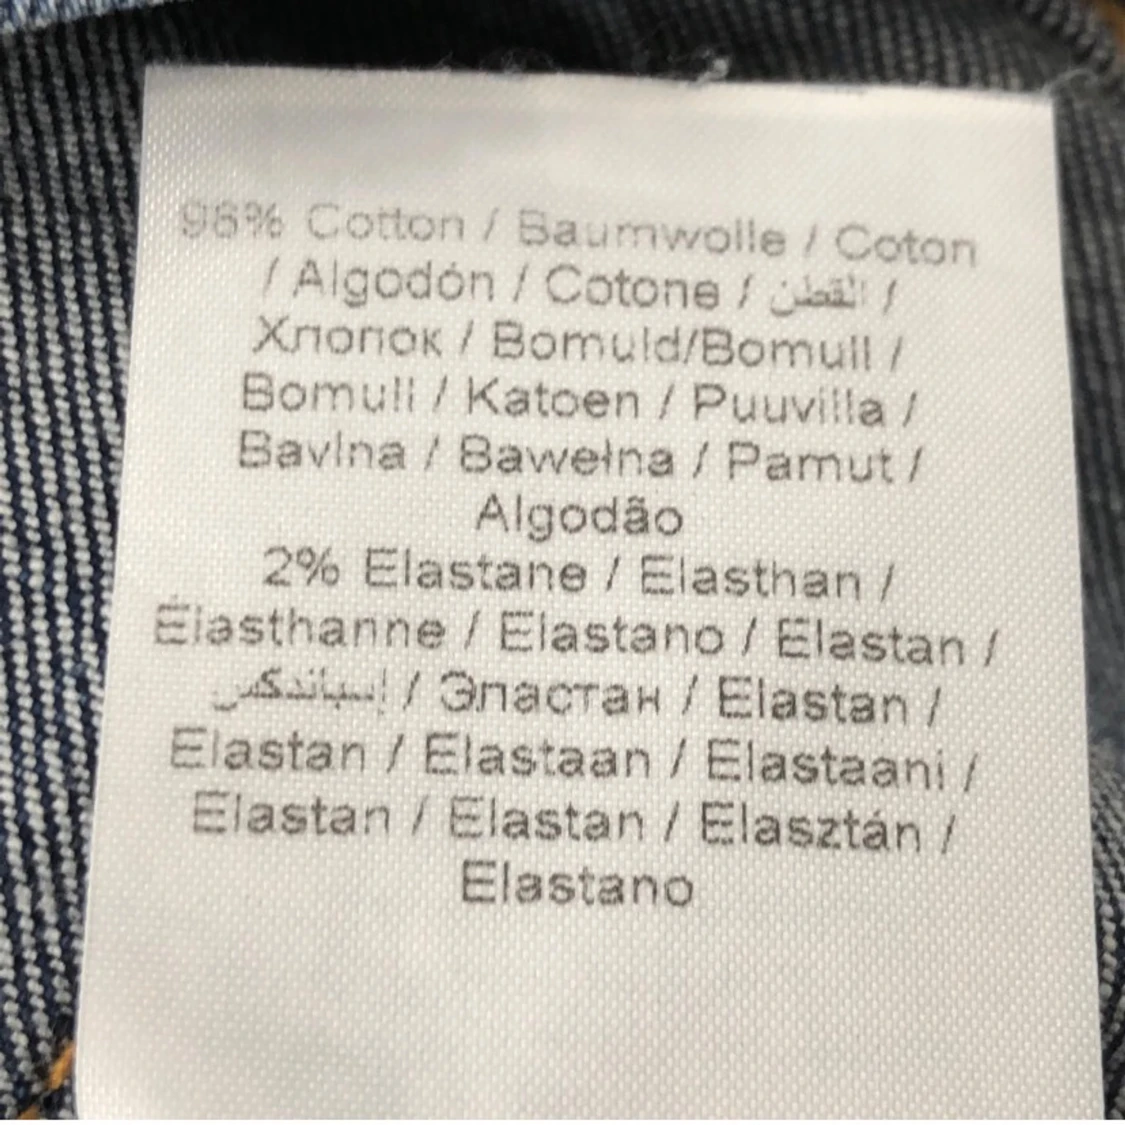 98% Cotton / Baumwolle / Coton
/ Algodón / Cotone / القطن /
Хлопок / Bomuld/Bomull /
Bomull / Katoen / Puuvilla /
Bavlna / Bawełna / Pamut /
Algodão
2% Elastane / Elasthan /
Élasthanne / Elastano / Elastan /
/ Эластан / Elastan /
Elastan / Elastaan / Elastaani /
Elastan / Elastan / Elasztán /
Elastano